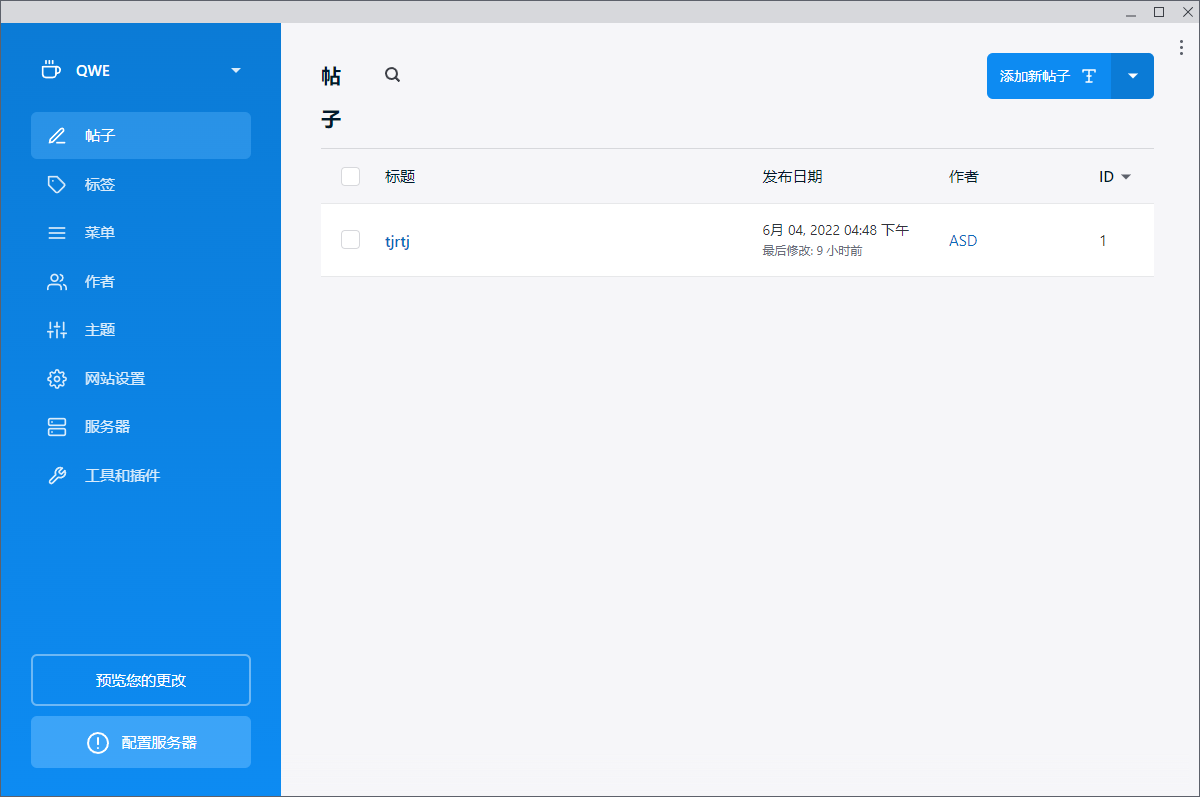 QWE
帖子
标签
菜单
作者
主题
网站设置
服务器
工具和插件
预览您的更改
配置服务器
帖
子
添加新帖子
标题 发布日期 作者 ID
tjrtj 6月 04, 2022 04:48 下午 ASD 1
最后修改: 9 小时前